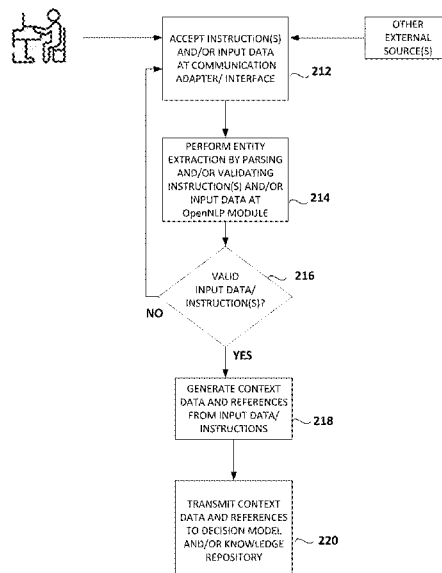 ACCEPT INSTRUCTION(S)
AND/OR INPUT DATA
AT COMMUNICATION
ADAPTER/ INTERFACE
OTHER
EXTERNAL
SOURCE(S)
212
PERFORM ENTITY
EXTRACTION BY PARSING
AND/OR VALIDATING
INSTRUCTION(S) AND/OR
INPUT DATA AT
OpenNLP MODULE
214
VALID
INPUT DATA/
INSTRUCTION(S)?
216
NO
YES
GENERATE CONTEXT
DATA AND REFERENCES
FROM INPUT DATA/
INSTRUCTIONS
218
TRANSMIT CONTEXT
DATA AND REFERENCES
TO DECISION MODEL
AND/OR KNOWLEDGE
REPOSITORY
220